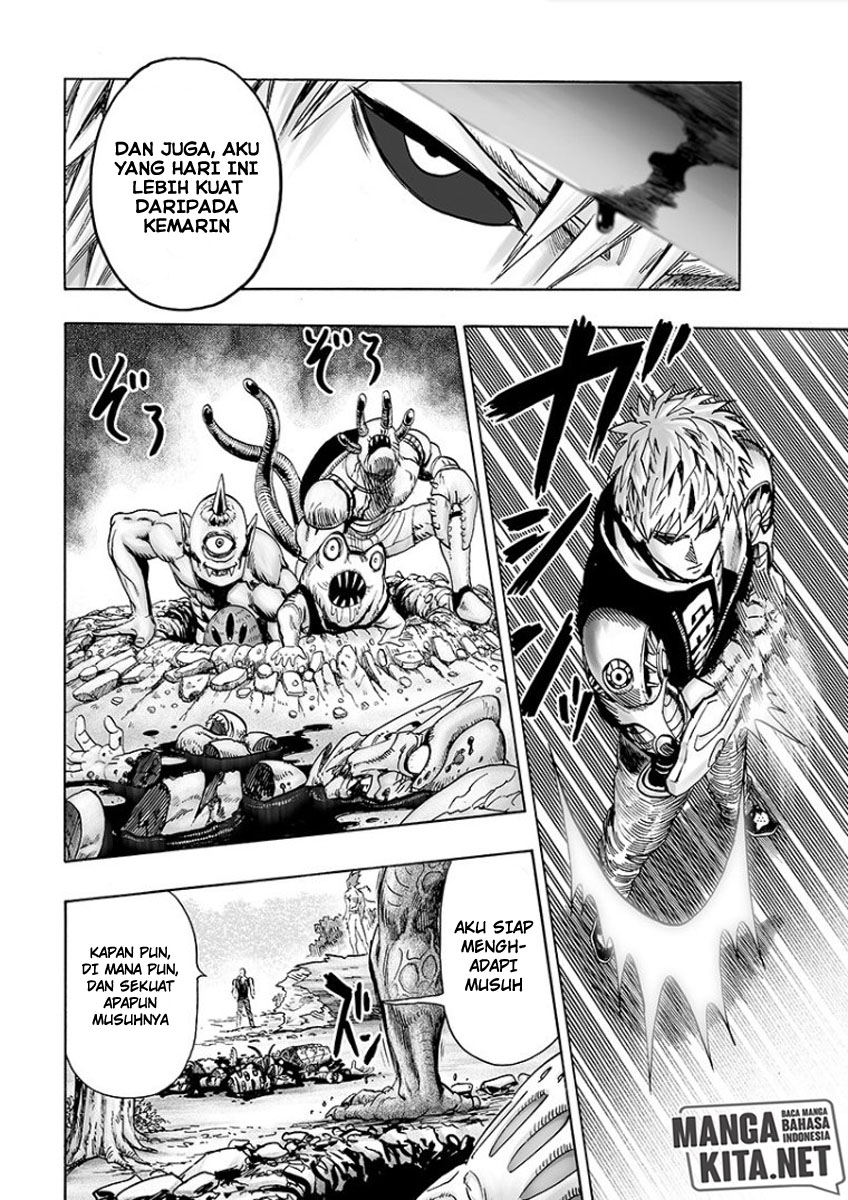 DAN JUGA, AKU
YANG HARI INI
LEBIH KUAT
DARIPADA
KEMARIN
ガシッ
ぞろ
ぞろ
AKU SIAP
MENGH-
ADAPI
MUSUH
KAPAN PUN,
DI MANA PUN,
DAN SEKUAT
APAPUN
MUSUHNYA
ズン
MANGA
KITA.NET
BACA MANGA
BAHASA
INDONESIA